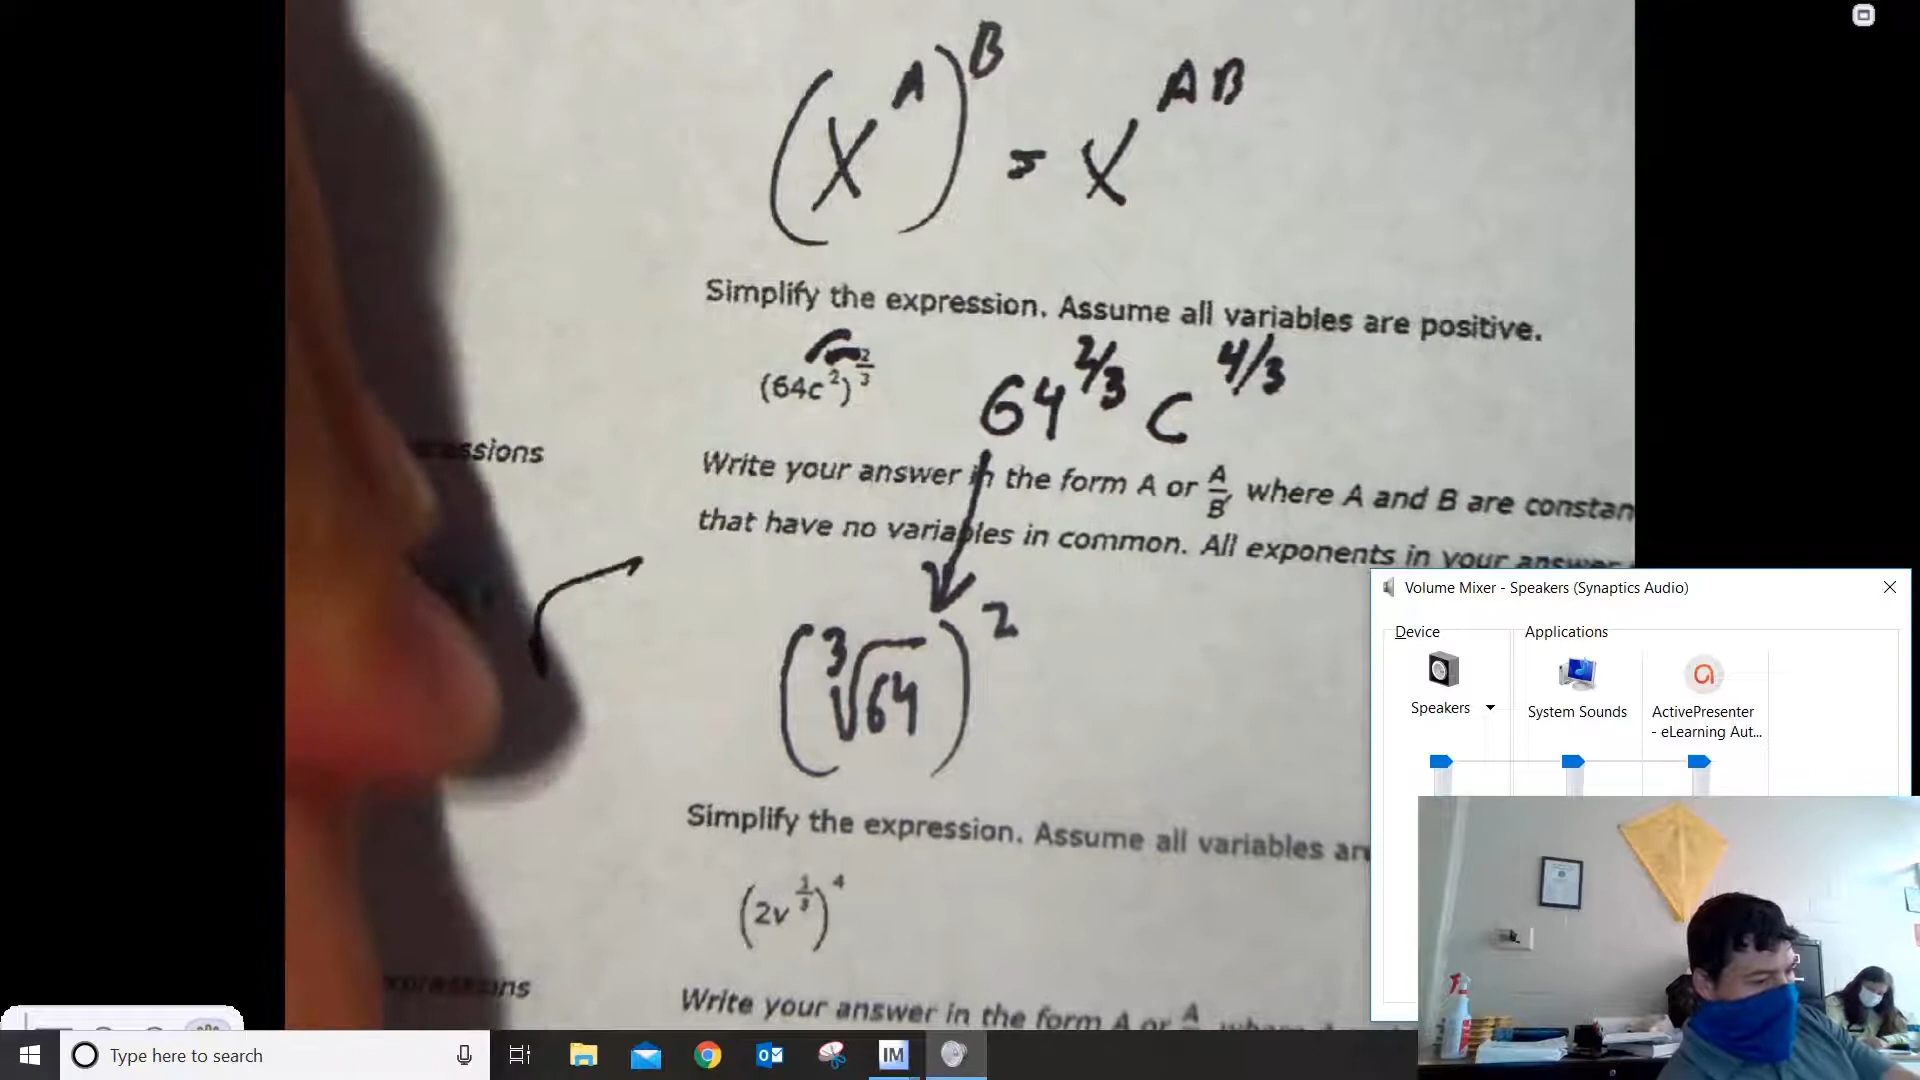 (X^A)^B = X^AB
Simplify the expression. Assume all variables are positive.
(64c^2)^2/3 64^2/3 C^4/3
Write your answer in the form A or A/B, where A and B are constan
that have no variables in common. All exponents in your answer
(3√64)^2
Simplify the expression. Assume all variables are
(2v^1/3)^4
Write your answer in the form A or A
essions
pressions
Volume Mixer - Speakers (Synaptics Audio)
Device
Applications
Speakers
System Sounds
ActivePresenter
- eLearning Aut...
Type here to search
IM